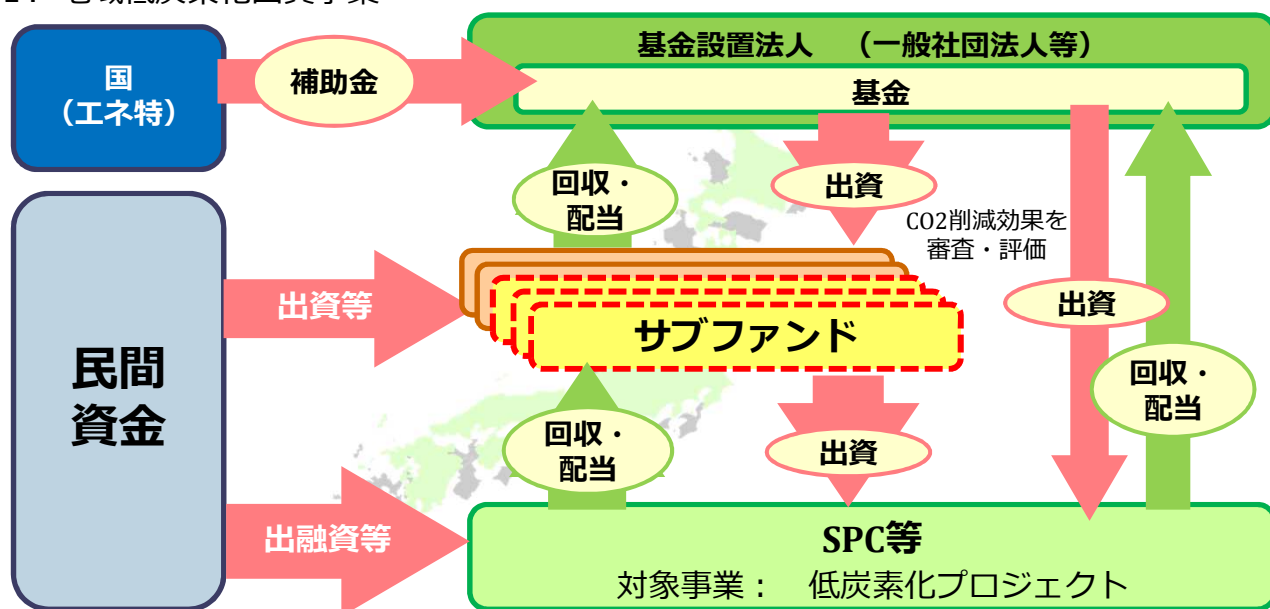 基金設置法人　（一般社団法人等）
国
（エネ特）
補助金
基金
回収・
配当
出資
CO2削減効果を
審査・評価
出資等
出資
サブファンド
民間
資金
回収・
配当
回収・
配当
出資
出融資等
SPC等
対象事業：　低炭素化プロジェクト